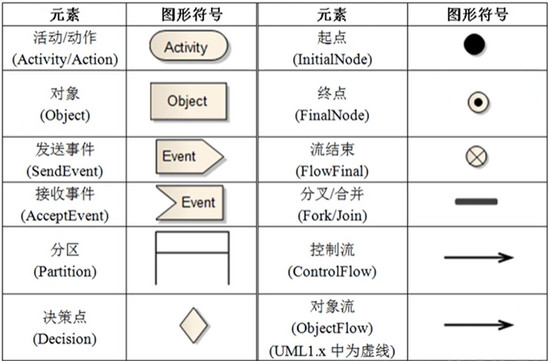 元素 图形符号 元素 图形符号
活动/动作 Activity 起点
(Activity/Action) (InitialNode)
对象 Object 终点
(Object) (FinalNode)
发送事件 Event 流结束
(SendEvent) (FlowFinal)
接收事件 Event 分叉/合并
(AcceptEvent) (Fork/Join)
分区 控制流
(Partition) (ControlFlow)
决策点 对象流
(Decision) (ObjectFlow)
(UML1.x 中为虚线)